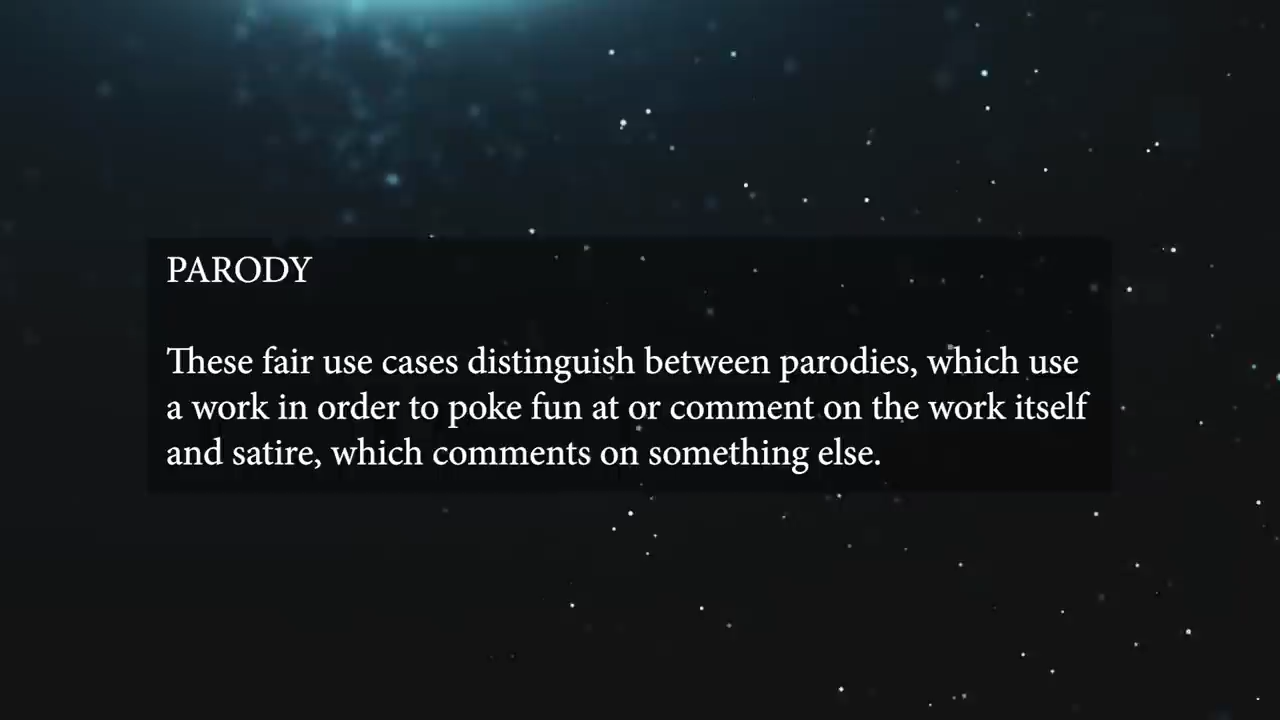 PARODY
These fair use cases distinguish between parodies, which use
a work in order to poke fun at or comment on the work itself
and satire, which comments on something else.